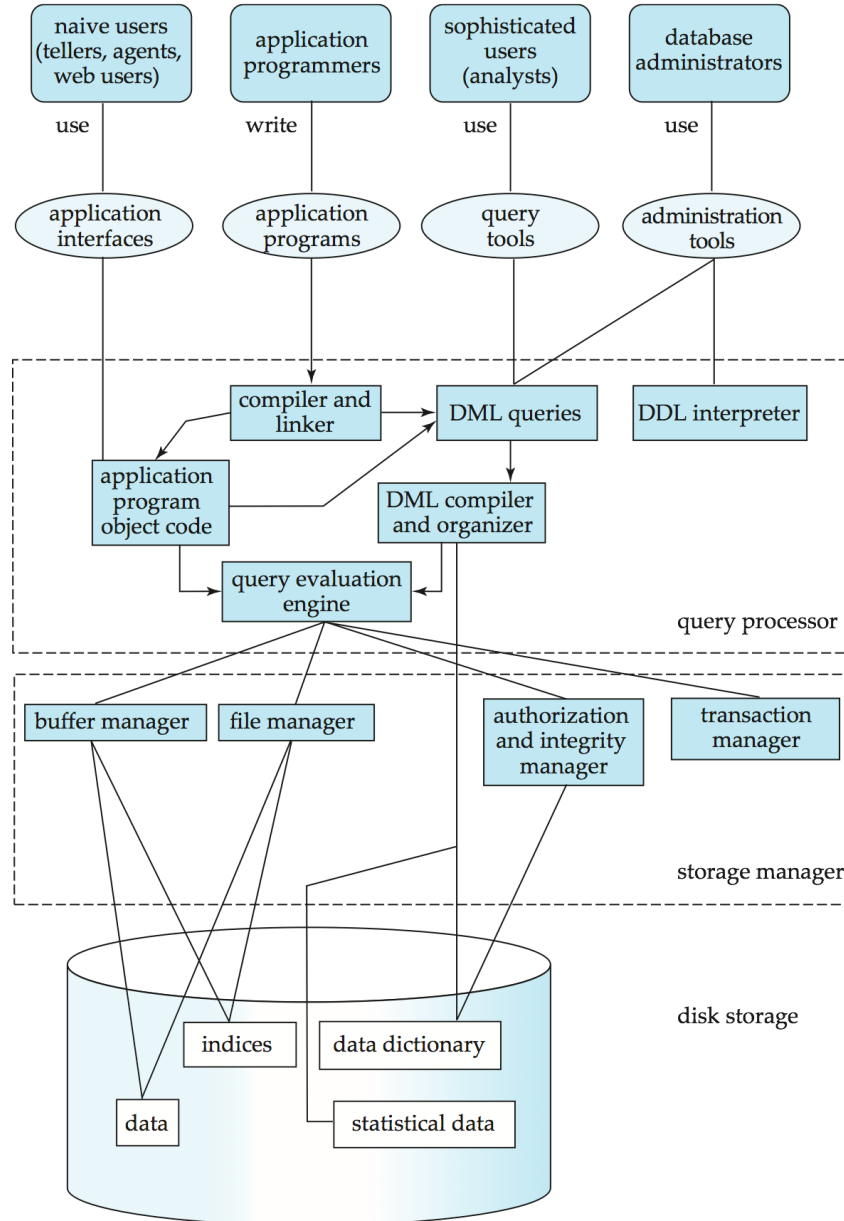 naive users
(tellers, agents,
web users)
application
programmers
sophisticated
users
(analysts)
database
administrators
use
write
use
use
application
interfaces
application
programs
query
tools
administration
tools
compiler and
linker
DML queries
DDL interpreter
application
program
object code
DML compiler
and organizer
query evaluation
engine
query processor
buffer manager
file manager
authorization
and integrity
manager
transaction
manager
storage manager
disk storage
indices
data dictionary
data
statistical data